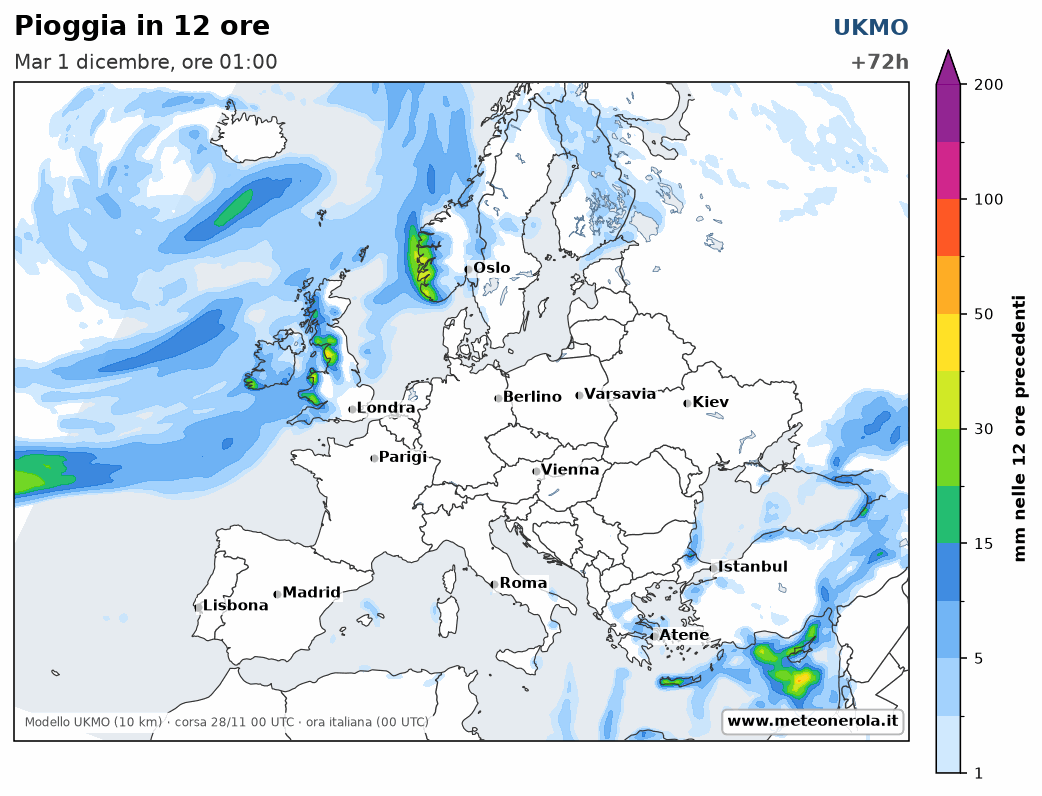 Pioggia in 12 ore
UKMO
Mar 1 dicembre, ore 01:00
+72h
200
100
50
30
15
5
1
mm nelle 12 ore precedenti
Oslo
Londra
Berlino
Varsavia
Kiev
Parigi
Vienna
Istanbul
Roma
Madrid
Lisbona
Atene
Modello UKMO (10 km) · corsa 28/11 00 UTC · ora italiana (00 UTC)
www.meteonerola.it